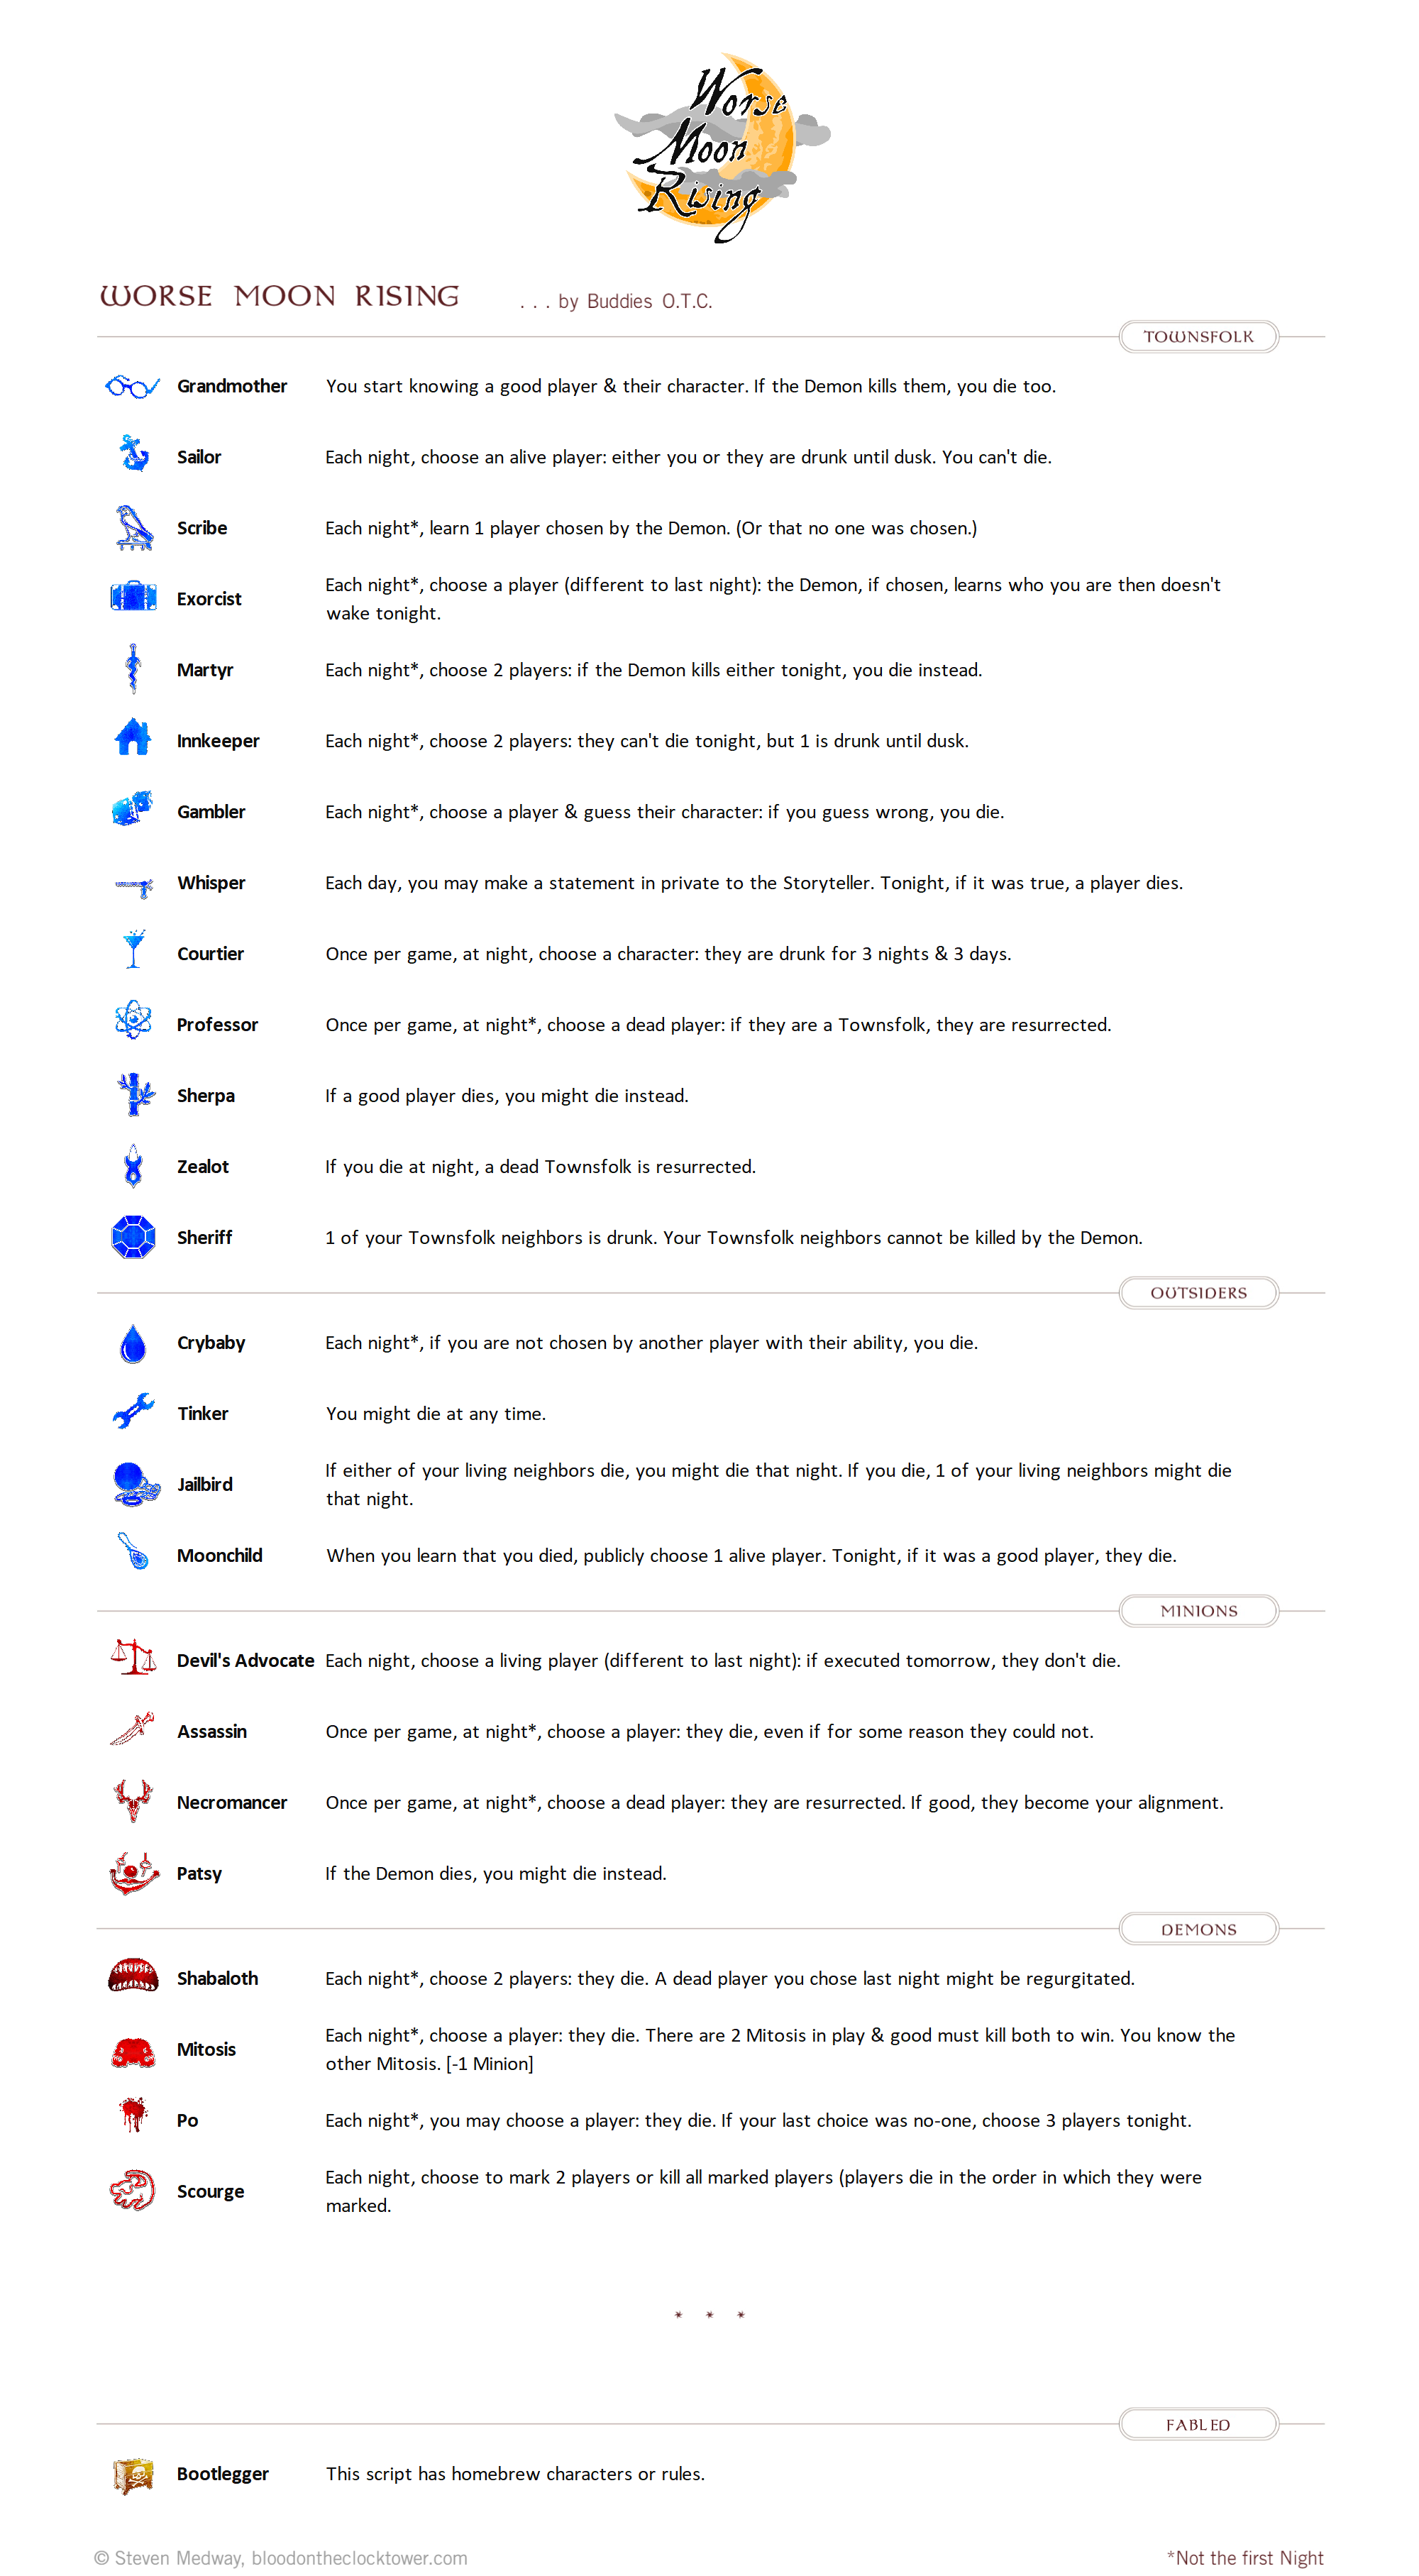 Worse
Moon
Rising
WORSE MOON RISING . . . by Buddies O.T.C.
TOWNSFOLK
Grandmother You start knowing a good player & their character. If the Demon kills them, you die too.
Sailor Each night, choose an alive player: either you or they are drunk until dusk. You can't die.
Scribe Each night*, learn 1 player chosen by the Demon. (Or that no one was chosen.)
Exorcist Each night*, choose a player (different to last night): the Demon, if chosen, learns who you are then doesn't
wake tonight.
Martyr Each night*, choose 2 players: if the Demon kills either tonight, you die instead.
Innkeeper Each night*, choose 2 players: they can't die tonight, but 1 is drunk until dusk.
Gambler Each night*, choose a player & guess their character: if you guess wrong, you die.
Whisper Each day, you may make a statement in private to the Storyteller. Tonight, if it was true, a player dies.
Courtier Once per game, at night, choose a character: they are drunk for 3 nights & 3 days.
Professor Once per game, at night*, choose a dead player: if they are a Townsfolk, they are resurrected.
Sherpa If a good player dies, you might die instead.
Zealot If you die at night, a dead Townsfolk is resurrected.
Sheriff 1 of your Townsfolk neighbors is drunk. Your Townsfolk neighbors cannot be killed by the Demon.
OUTSIDERS
Crybaby Each night*, if you are not chosen by another player with their ability, you die.
Tinker You might die at any time.
Jailbird If either of your living neighbors die, you might die that night. If you die, 1 of your living neighbors might die
that night.
Moonchild When you learn that you died, publicly choose 1 alive player. Tonight, if it was a good player, they die.
MINIONS
Devil's Advocate Each night, choose a living player (different to last night): if executed tomorrow, they don't die.
Assassin Once per game, at night*, choose a player: they die, even if for some reason they could not.
Necromancer Once per game, at night*, choose a dead player: they are resurrected. If good, they become your alignment.
Patsy If the Demon dies, you might die instead.
DEMONS
Shabaloth Each night*, choose 2 players: they die. A dead player you chose last night might be regurgitated.
Mitosis Each night*, choose a player: they die. There are 2 Mitosis in play & good must kill both to win. You know the
other Mitosis. [-1 Minion]
Po Each night*, you may choose a player: they die. If your last choice was no-one, choose 3 players tonight.
Scourge Each night, choose to mark 2 players or kill all marked players (players die in the order in which they were
marked.
* * *
FABLED
Bootlegger This script has homebrew characters or rules.
© Steven Medway, bloodontheclocktower.com *Not the first Night